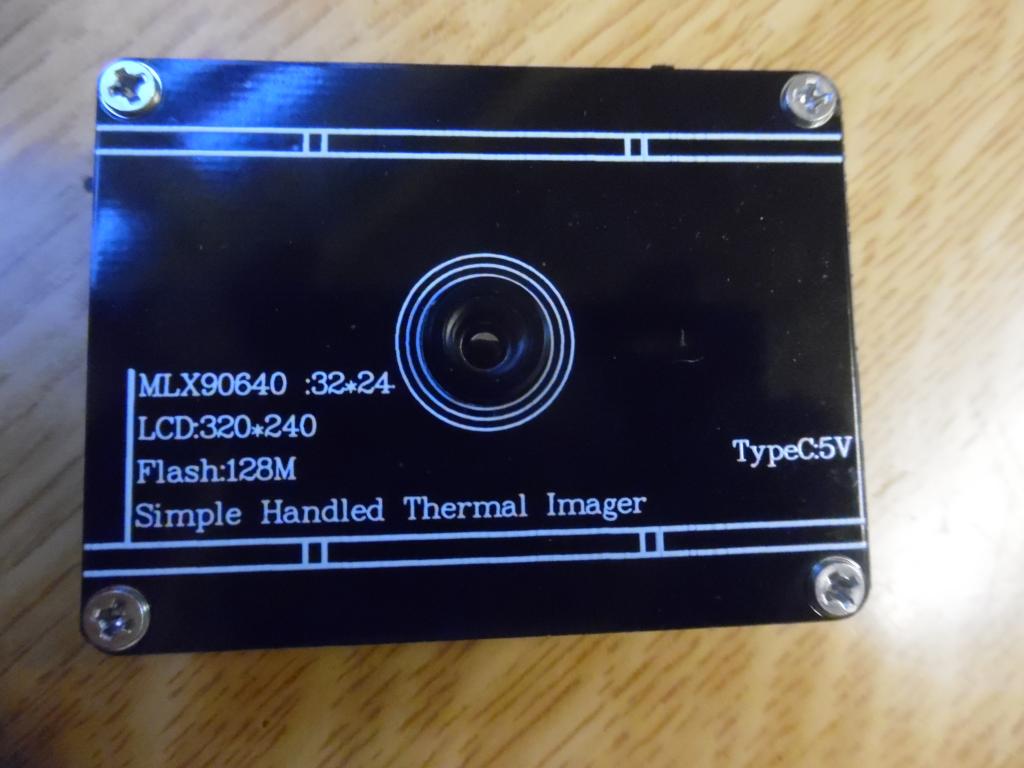 MLX90640 :32*24
LCD:320*240
Flash:128M
Simple Handled Thermal Imager
TypeC:5V